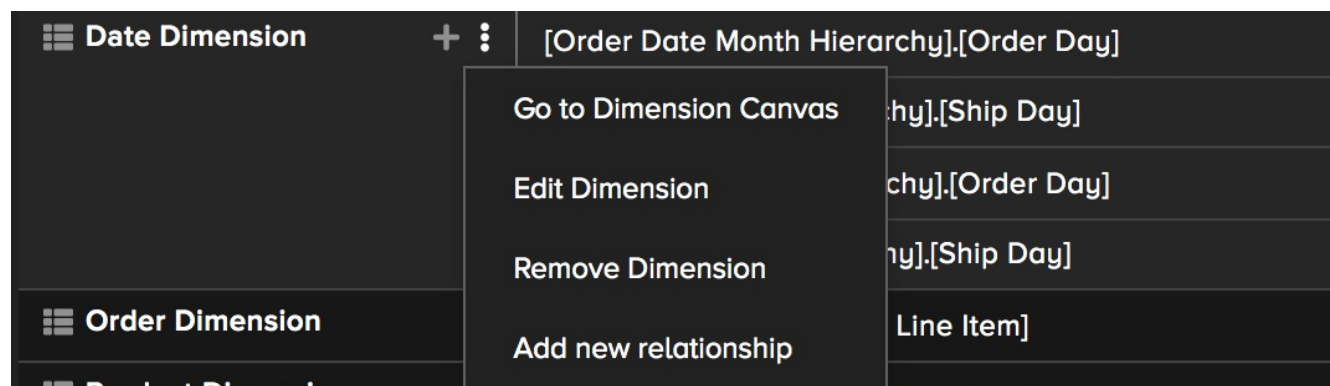 Date Dimension
[Order Date Month Hierarchy].[Order Day]
Go to Dimension Canvas
hy].[Ship Day]
Edit Dimension
chy].[Order Day]
Remove Dimension
y].[Ship Day]
Order Dimension
Line Item]
Add new relationship